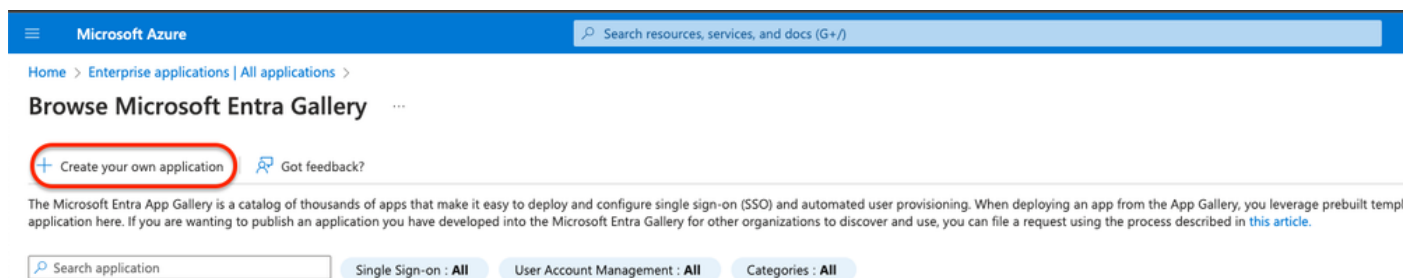 Microsoft Azure
Search resources, services, and docs (G+/)
Home > Enterprise applications | All applications >
Browse Microsoft Entra Gallery ...
+ Create your own application
Got feedback?
The Microsoft Entra App Gallery is a catalog of thousands of apps that make it easy to deploy and configure single sign-on (SSO) and automated user provisioning. When deploying an app from the App Gallery, you leverage prebuilt templ
application here. If you are wanting to publish an application you have developed into the Microsoft Entra Gallery for other organizations to discover and use, you can file a request using the process described in this article.
Search application
Single Sign-on : All
User Account Management : All
Categories : All